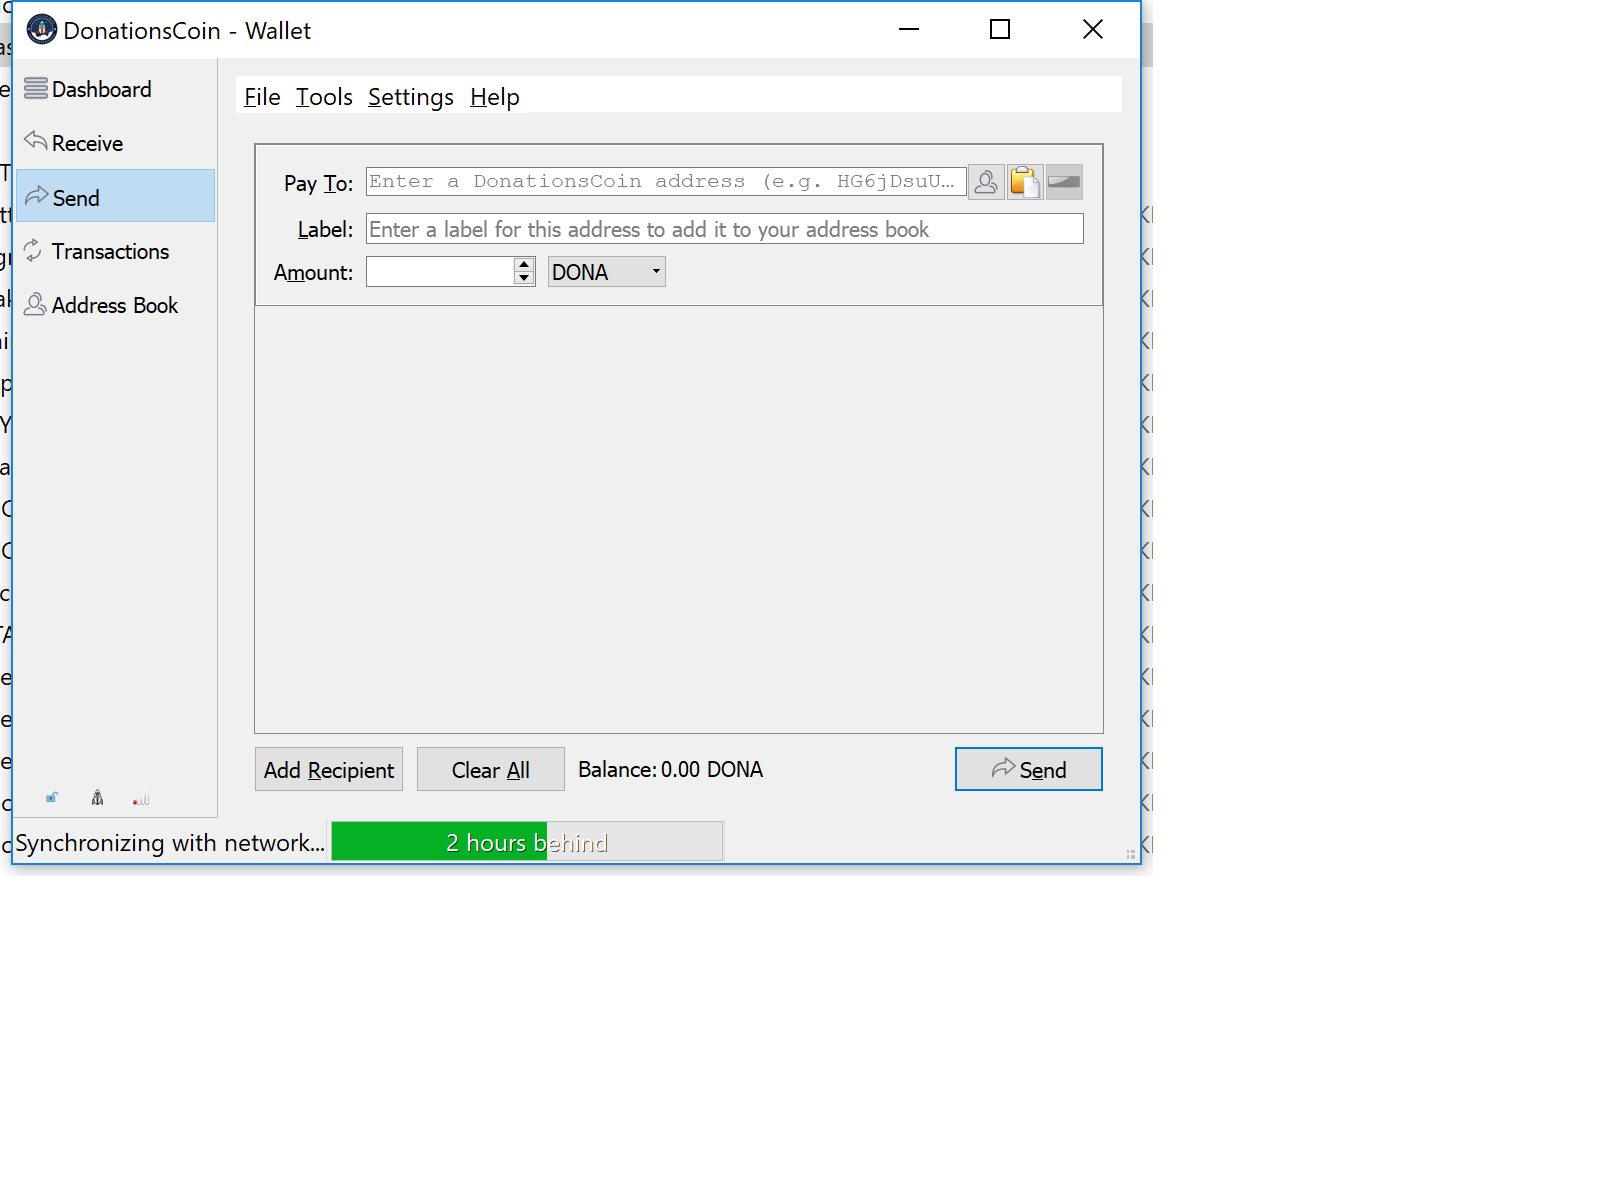 DonationsCoin - Wallet
Dashboard
Receive
Send
Transactions
Address Book
File Tools Settings Help
Pay To: Enter a DonationsCoin address (e.g. HG6jDsuU…
Label: Enter a label for this address to add it to your address book
Amount: DONA
Add Recipient Clear All Balance: 0.00 DONA Send
Synchronizing with network... 2 hours behind